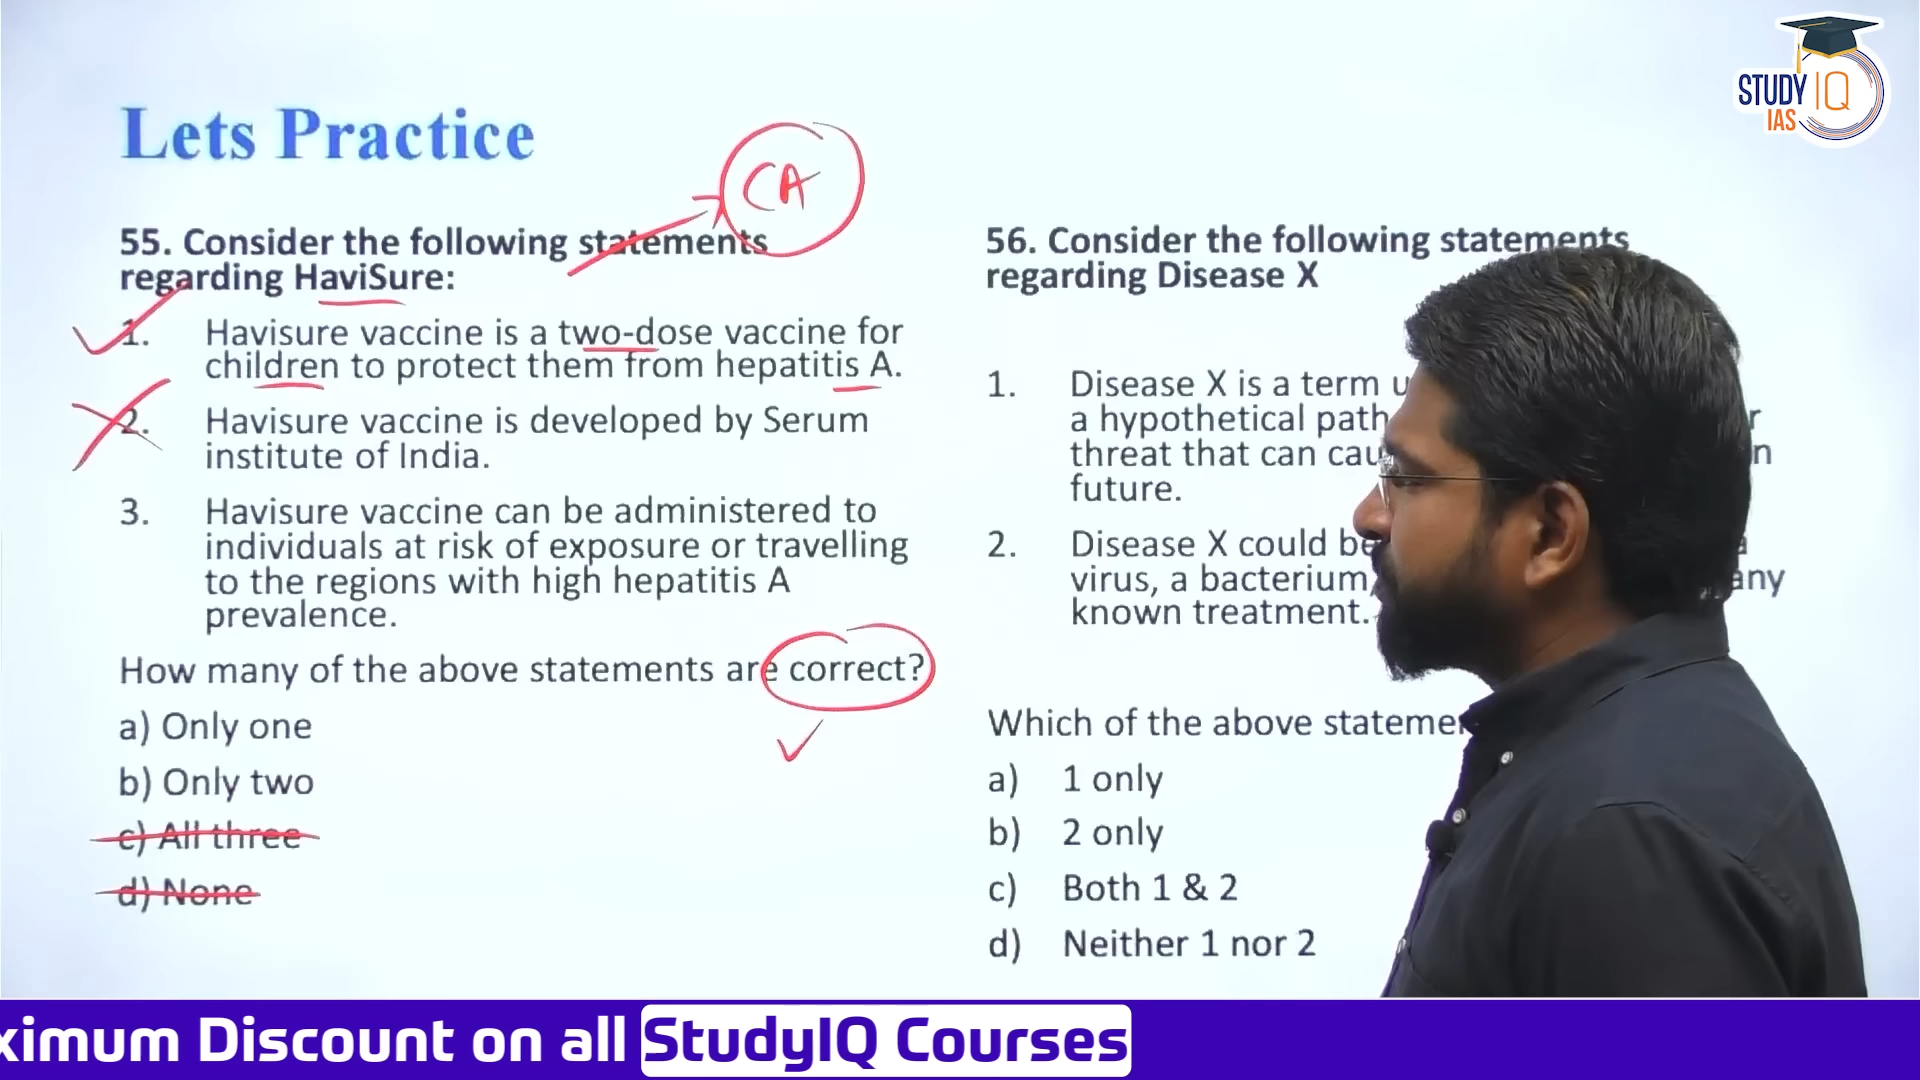 STUDY IQ
IAS
Lets Practice
CA
55. Consider the following statements
regarding HaviSure:
1. Havisure vaccine is a two-dose vaccine for
children to protect them from hepatitis A.
2. Havisure vaccine is developed by Serum
institute of India.
3. Havisure vaccine can be administered to
individuals at risk of exposure or travelling
to the regions with high hepatitis A
prevalence.
How many of the above statements are correct?
a) Only one
b) Only two
c) All three
d) None
56. Consider the following statements
regarding Disease X
1. Disease X is a term
a hypothetical
threat that can
future.
2. Disease X could
virus, a bacterium, any
known treatment.
Which of the above
a) 1 only
b) 2 only
c) Both 1 & 2
d) Neither 1 nor 2
Discount on all StudyIQ Courses